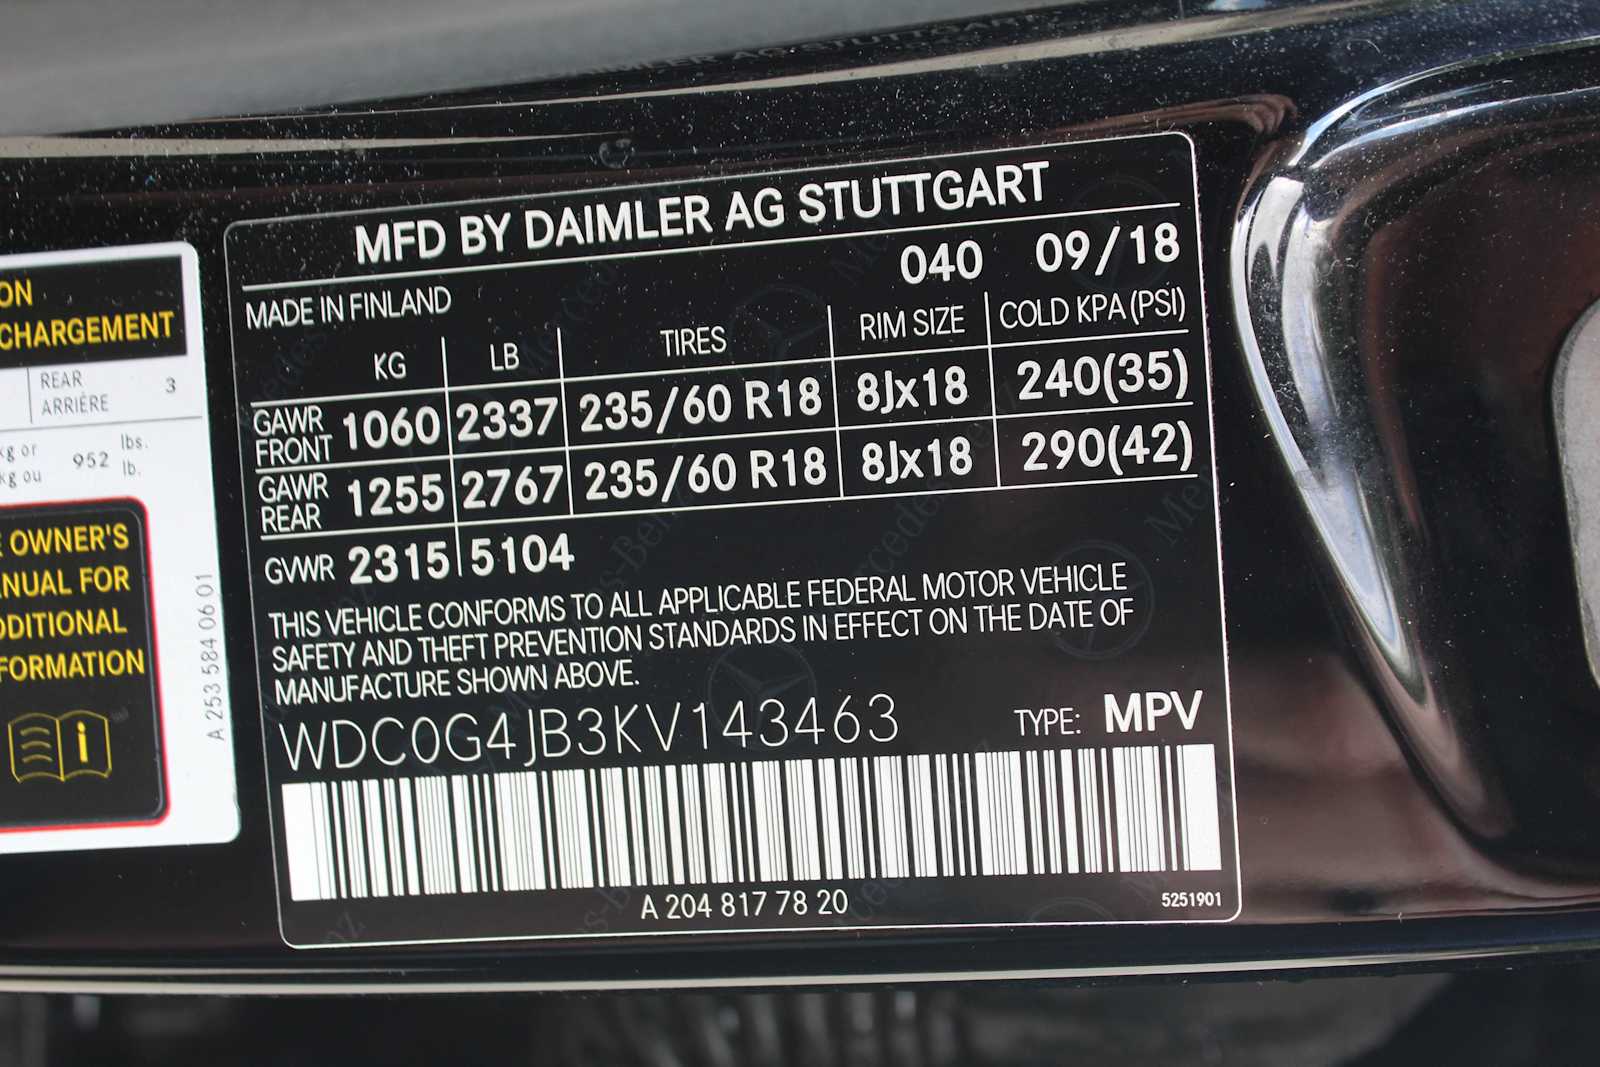 MFD BY DAIMLER AG STUTTGART
040 09/18
MADE IN FINLAND
KG LB TIRES RIM SIZE COLD KPA (PSI)
GAWR FRONT 1060 2337 235/60 R18 8Jx18 240(35)
GAWR REAR 1255 2767 235/60 R18 8Jx18 290(42)
GVWR 2315 5104
THIS VEHICLE CONFORMS TO ALL APPLICABLE FEDERAL MOTOR VEHICLE
SAFETY AND THEFT PREVENTION STANDARDS IN EFFECT ON THE DATE OF
MANUFACTURE SHOWN ABOVE.
WDC0G4JB3KV143463 TYPE: MPV
A 204 817 78 20
5251901
ON
CHARGEMENT
REAR 3
ARRIÈRE
kg or 952 lbs.
kg ou lb.
OWNER'S
ANUAL FOR
DDITIONAL
FORMATION
A 253 584 06 01